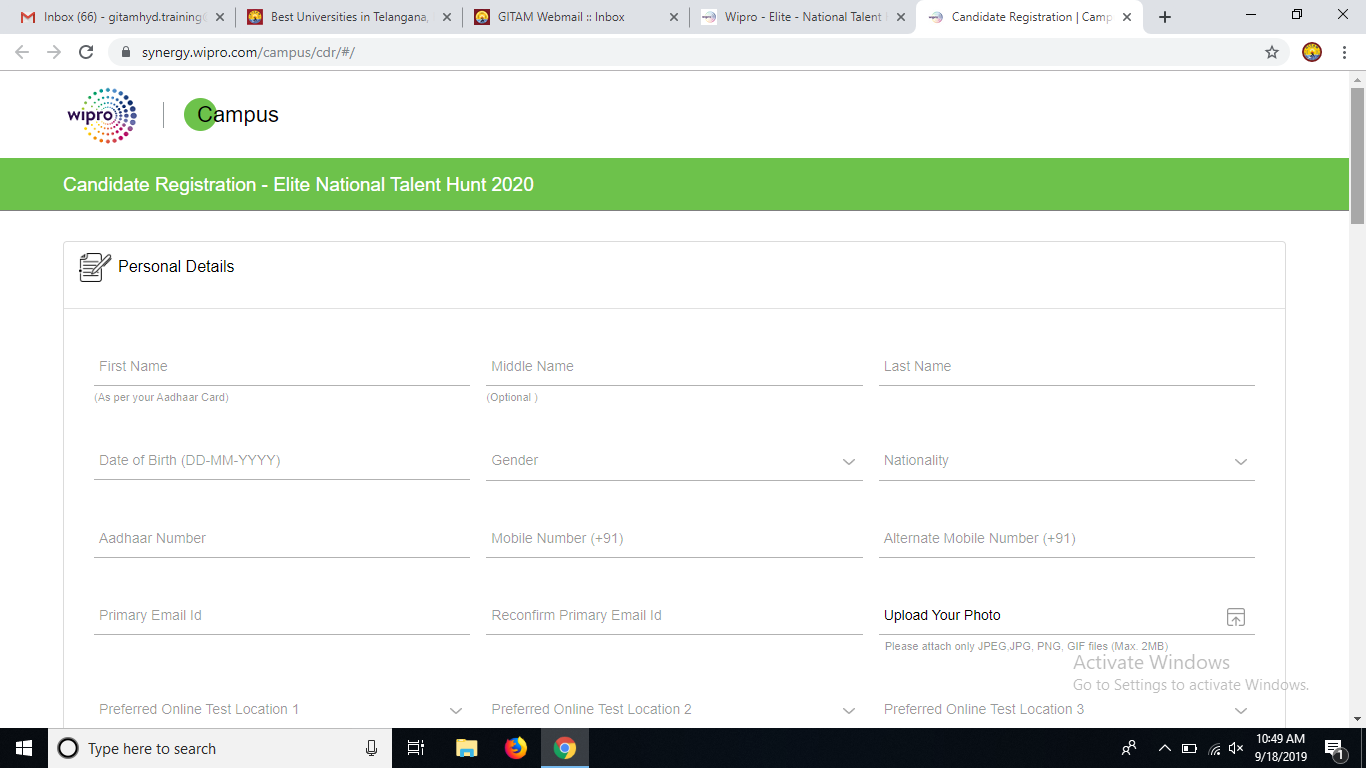 Inbox (66) - gitamhyd.training
Best Universities in Telangana,
GITAM Webmail :: Inbox
Wipro - Elite - National Talent
Candidate Registration | Camp
synergy.wipro.com/campus/cdr/#/
wipro
Campus
Candidate Registration - Elite National Talent Hunt 2020
Personal Details
First Name
Middle Name
Last Name
(As per your Aadhaar Card)
(Optional )
Date of Birth (DD-MM-YYYY)
Gender
Nationality
Aadhaar Number
Mobile Number (+91)
Alternate Mobile Number (+91)
Primary Email Id
Reconfirm Primary Email Id
Upload Your Photo
Please attach only JPEG,JPG, PNG, GIF files (Max. 2MB)
Activate Windows
Go to Settings to activate Windows.
Preferred Online Test Location 1
Preferred Online Test Location 2
Preferred Online Test Location 3
Type here to search
10:49 AM
9/18/2019
1